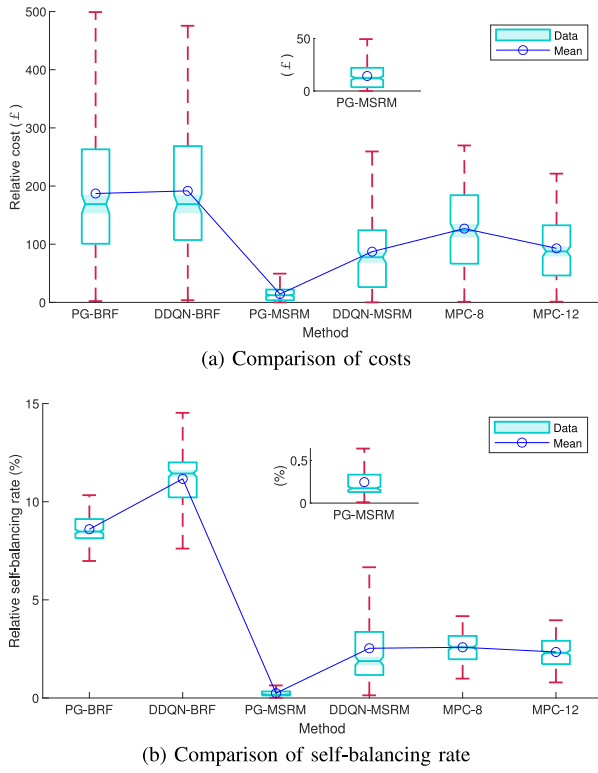 500
400
300
200
100
0
Relative cost (£)
50
0
(£)
PG-MSRM
Data
Mean
PG-BRF DDQN-BRF PG-MSRM DDQN-MSRM MPC-8 MPC-12
Method
(a) Comparison of costs
15
10
5
0
Relative self-balancing rate (%)
0.5
0
(%)
PG-MSRM
Data
Mean
PG-BRF DDQN-BRF PG-MSRM DDQN-MSRM MPC-8 MPC-12
Method
(b) Comparison of self-balancing rate